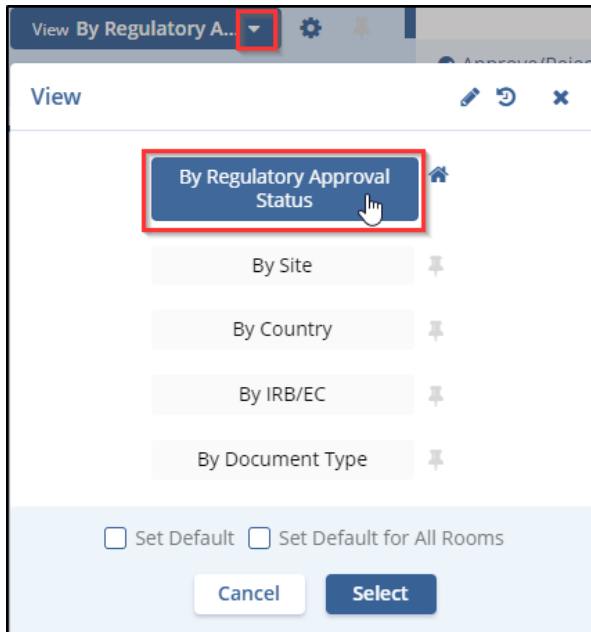 View By Regulatory A...
Approve/Rejec
View
By Regulatory Approval
Status
By Site
By Country
By IRB/EC
By Document Type
Set Default Set Default for All Rooms
Cancel Select